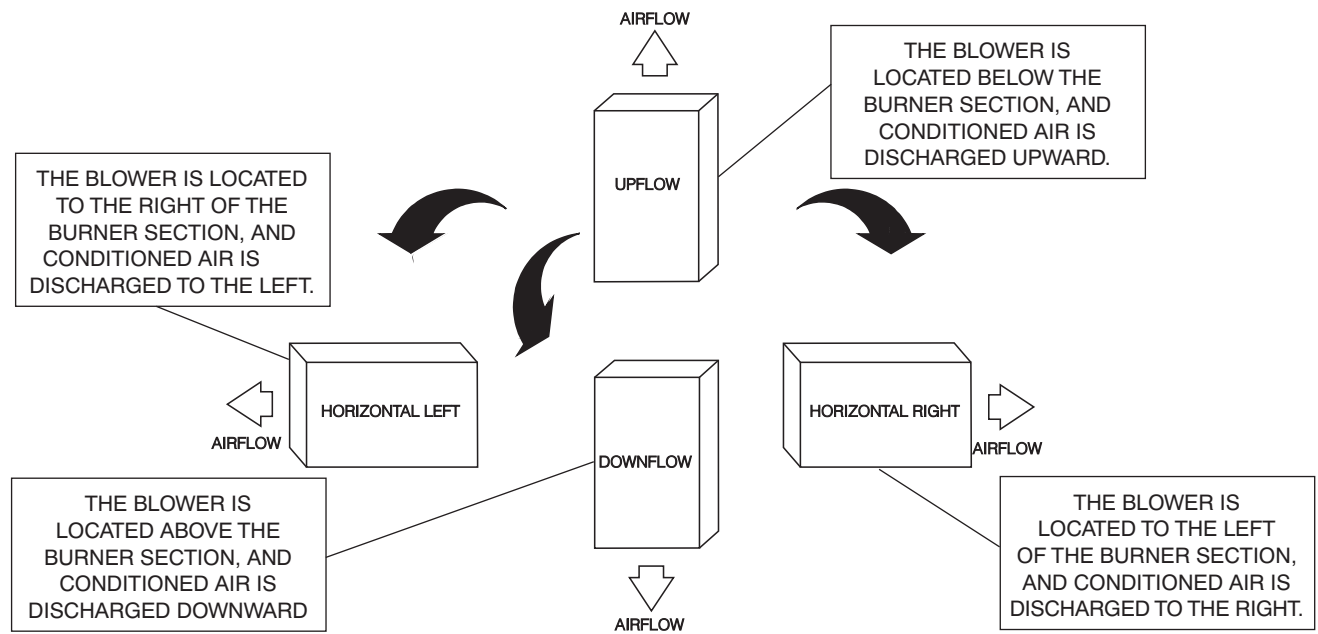 AIRFLOW
THE BLOWER IS
LOCATED BELOW THE
BURNER SECTION, AND
CONDITIONED AIR IS
DISCHARGED UPWARD.
UPFLOW
THE BLOWER IS LOCATED
TO THE RIGHT OF THE
BURNER SECTION, AND
CONDITIONED AIR IS
DISCHARGED TO THE LEFT.
HORIZONTAL LEFT
AIRFLOW
HORIZONTAL RIGHT
AIRFLOW
DOWNFLOW
THE BLOWER IS
LOCATED ABOVE THE
BURNER SECTION, AND
CONDITIONED AIR IS
DISCHARGED DOWNWARD
THE BLOWER IS
LOCATED TO THE LEFT
OF THE BURNER SECTION,
AND CONDITIONED AIR IS
DISCHARGED TO THE RIGHT.
AIRFLOW